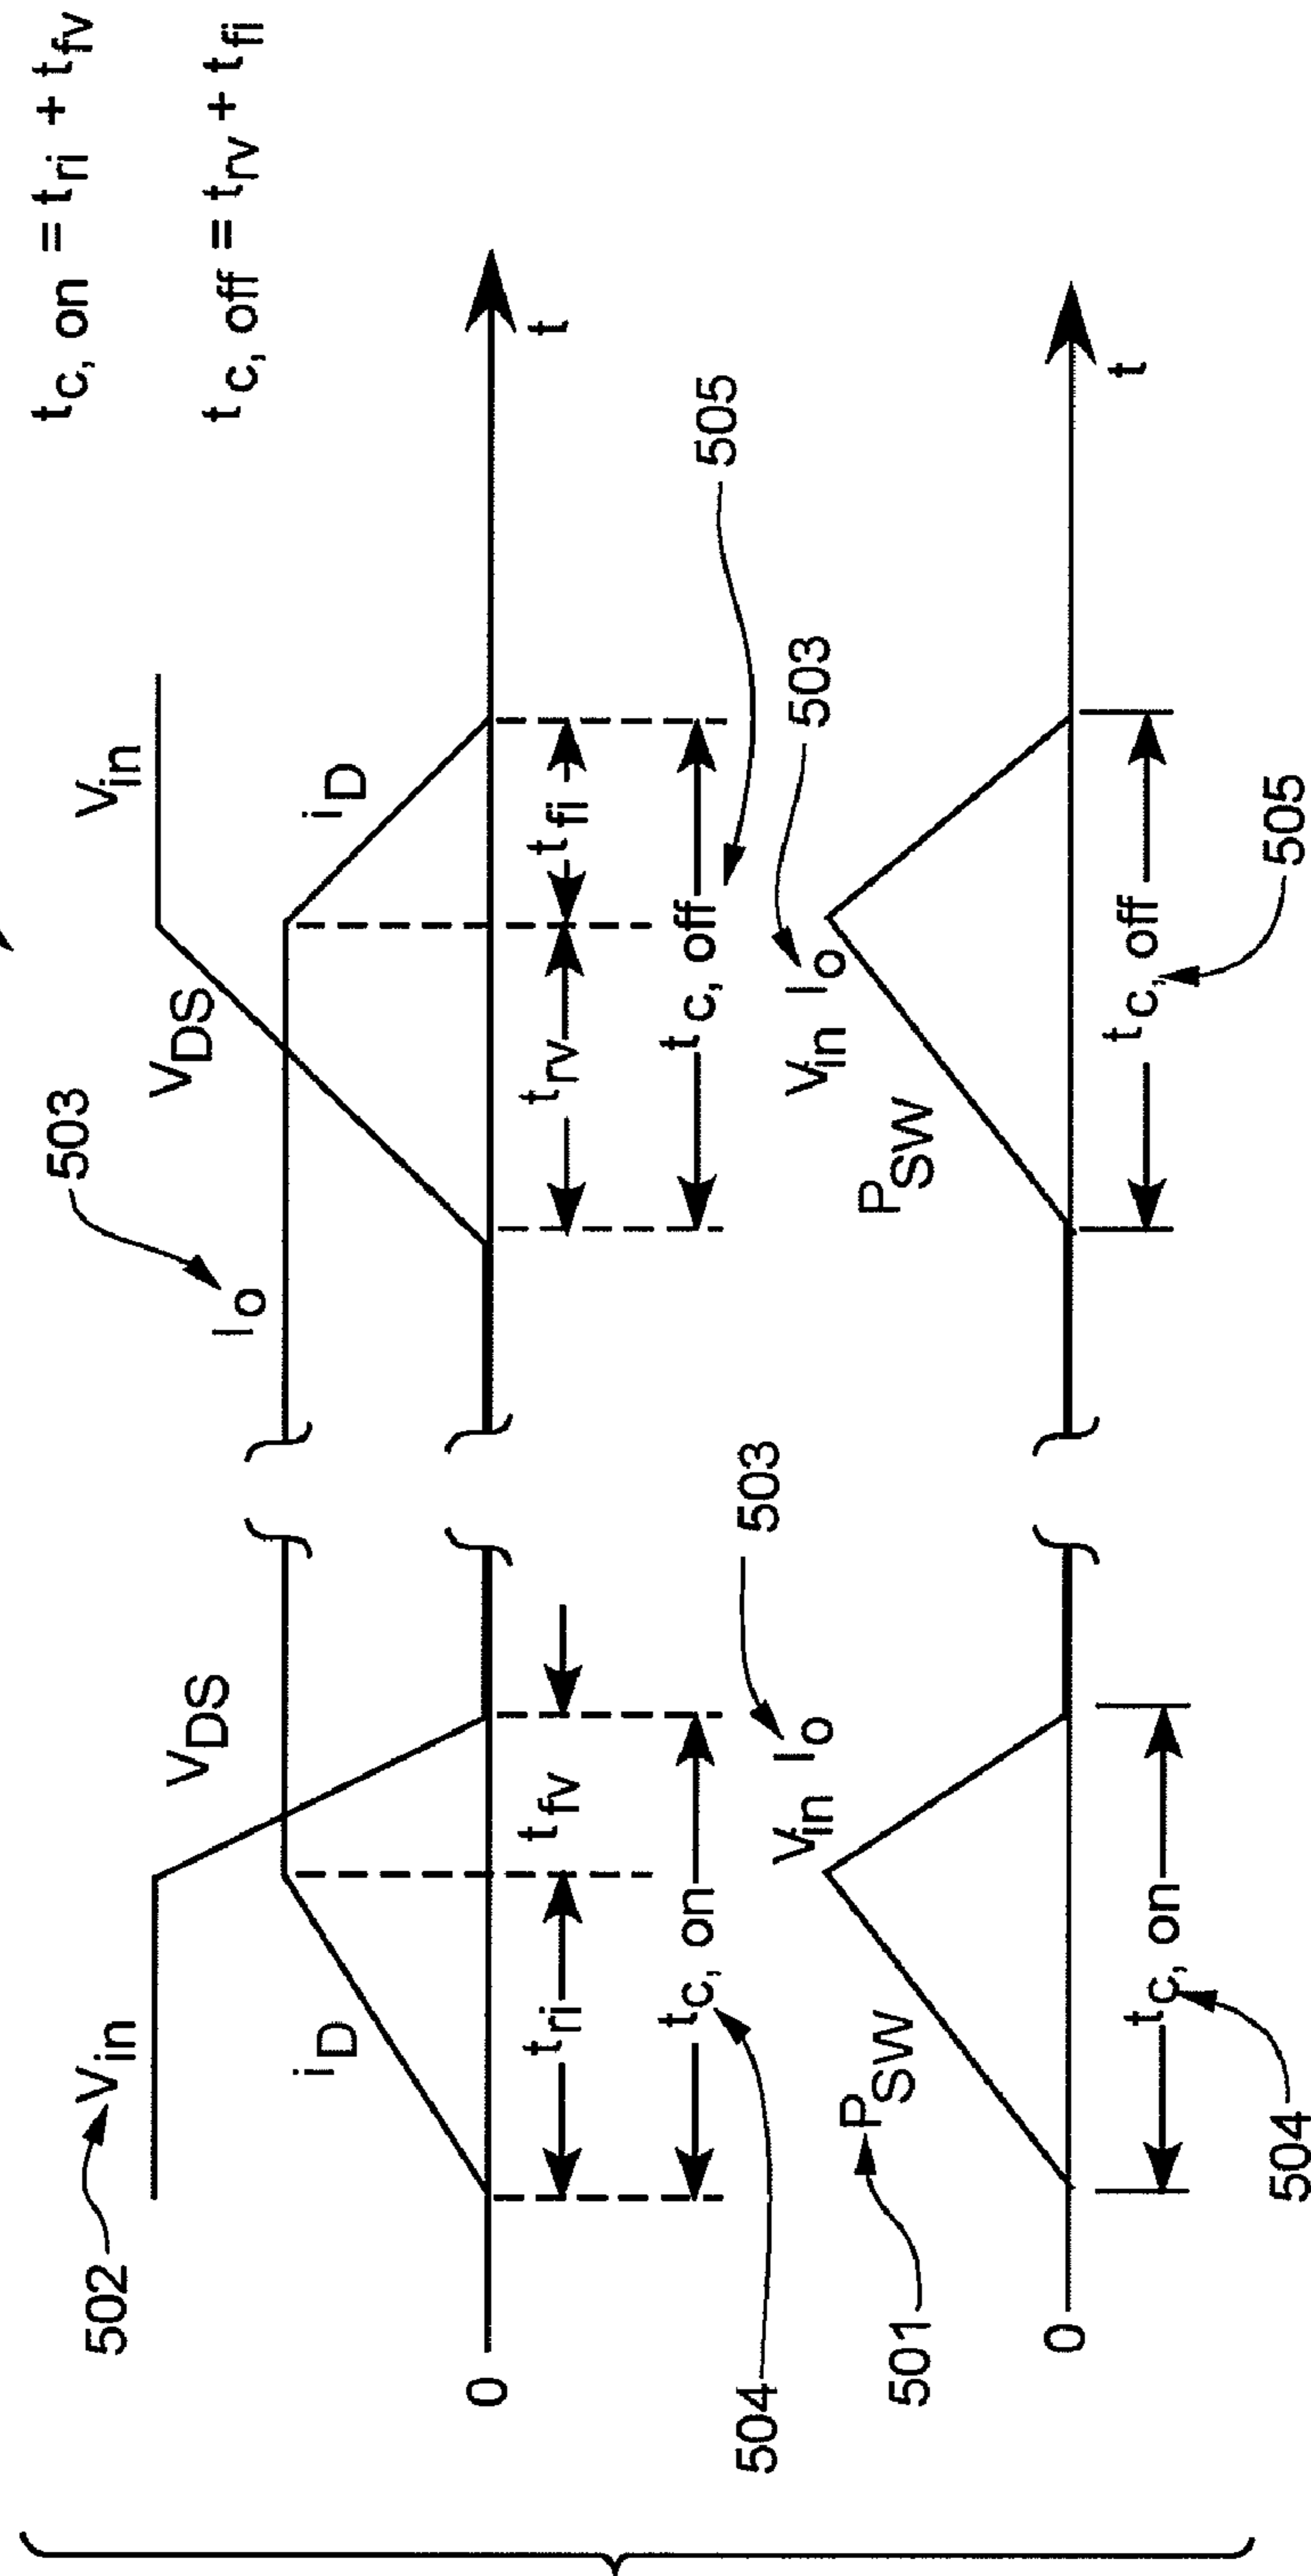 t_c, on = t_ri + t_fv
t_c, off = t_rv + t_fi
502
V_in
V_DS
503
I_o
V_DS
V_in
i_D
i_D
0
t
t_ri
t_fv
t_rv
t_fi
t_c, on
t_c, off
504
503
503
505
V_in I_o
V_in I_o
501
P_SW
P_SW
0
t
t_c, on
t_c, off
504
505